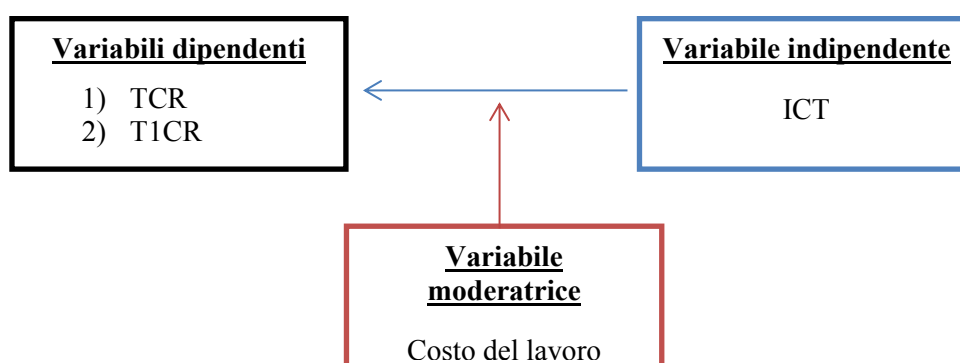 Variabili dipendenti
1) TCR
2) T1CR
Variabile indipendente
ICT
Variabile
moderatrice
Costo del lavoro